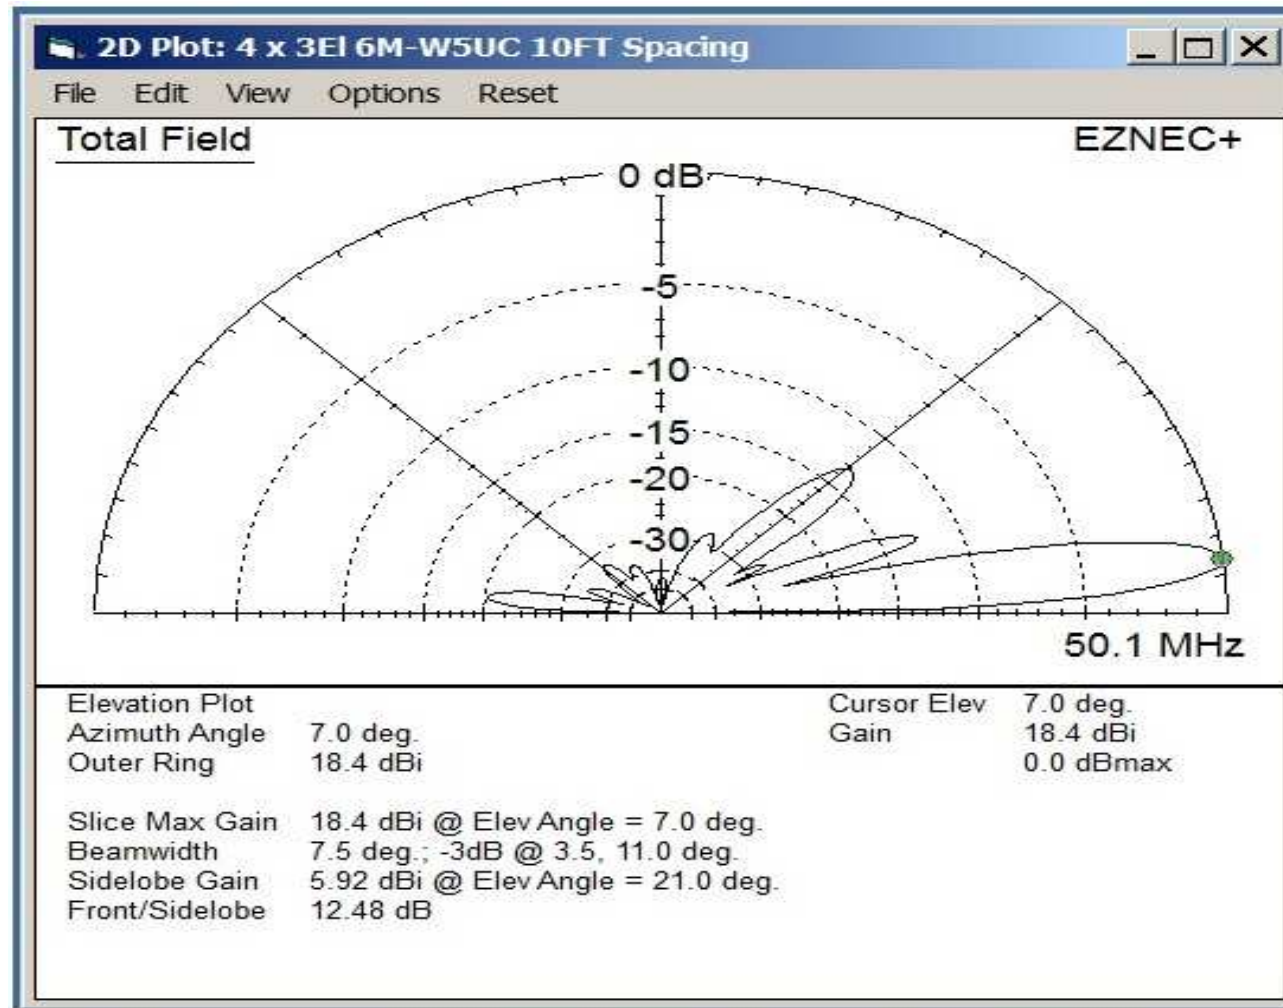 2D Plot: 4 x 3El 6M-W5UC 10FT Spacing
File Edit View Options Reset
Total Field EZNEC+
0 dB
-5
-10
-15
-20
-30
50.1 MHz
Elevation Plot Cursor Elev 7.0 deg.
Azimuth Angle 7.0 deg. Gain 18.4 dBi
Outer Ring 18.4 dBi 0.0 dBmax
Slice Max Gain 18.4 dBi @ Elev Angle = 7.0 deg.
Beamwidth 7.5 deg.; -3dB @ 3.5, 11.0 deg.
Sidelobe Gain 5.92 dBi @ Elev Angle = 21.0 deg.
Front/Sidelobe 12.48 dB